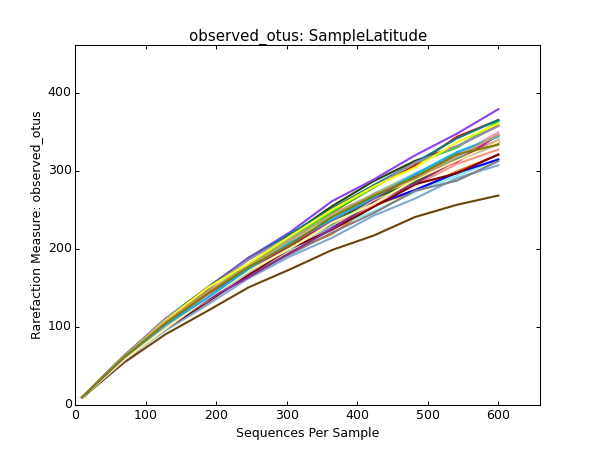 observed_otus: SampleLatitude
400
300
200
100
0
0 100 200 300 400 500 600
Rarefaction Measure: observed_otus
Sequences Per Sample